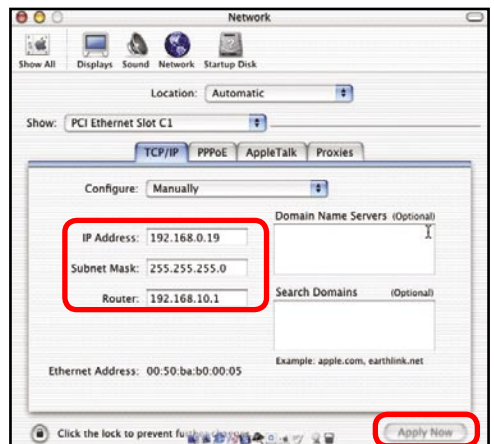 Network
Show All Displays Sound Network Startup Disk
Location: Automatic
Show: PCI Ethernet Slot C1
TCP/IP PPPoE AppleTalk Proxies
Configure: Manually
Domain Name Servers (Optional)
IP Address: 192.168.0.19
Subnet Mask: 255.255.255.0
Router: 192.168.10.1
Search Domains (Optional)
Example: apple.com, earthlink.net
Ethernet Address: 00:50:ba:b0:00:05
Click the lock to prevent
Apply Now